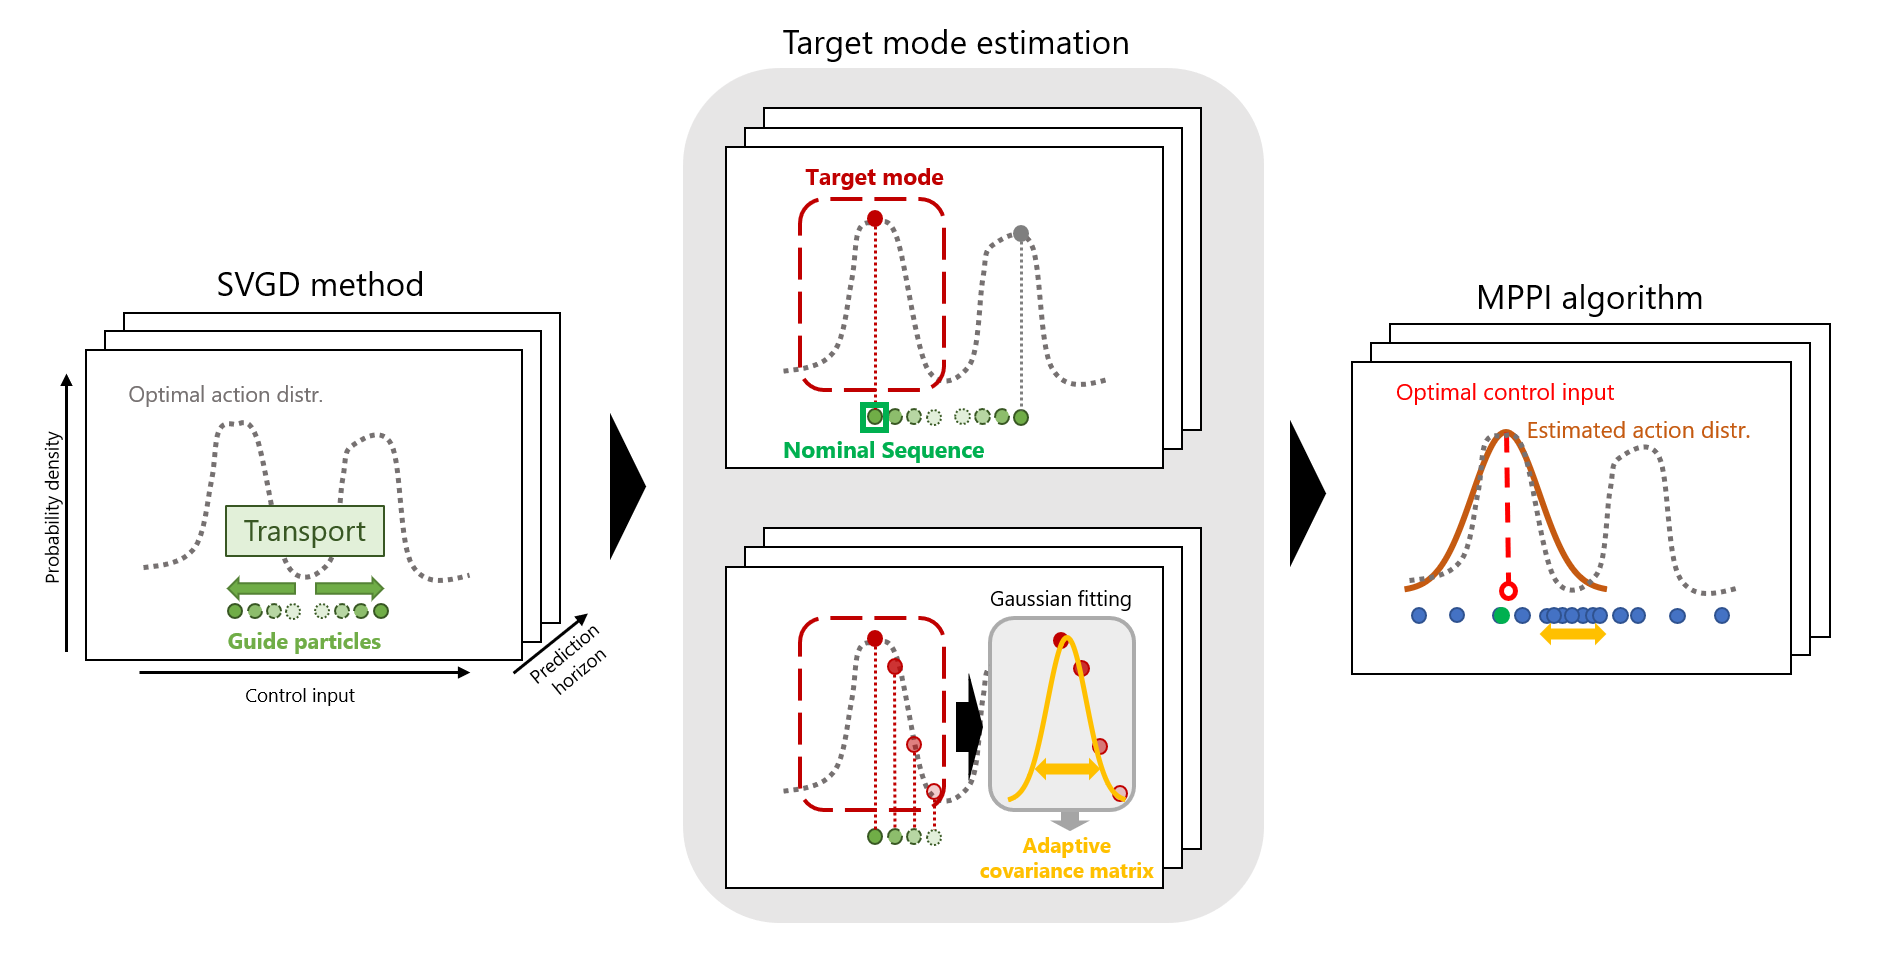 Target mode estimation
SVGD method
MPPI algorithm
Probability density
Optimal action distr.
Transport
Guide particles
Control input
Prediction
horizon
Target mode
Nominal Sequence
Gaussian fitting
Adaptive
covariance matrix
Optimal control input
Estimated action distr.